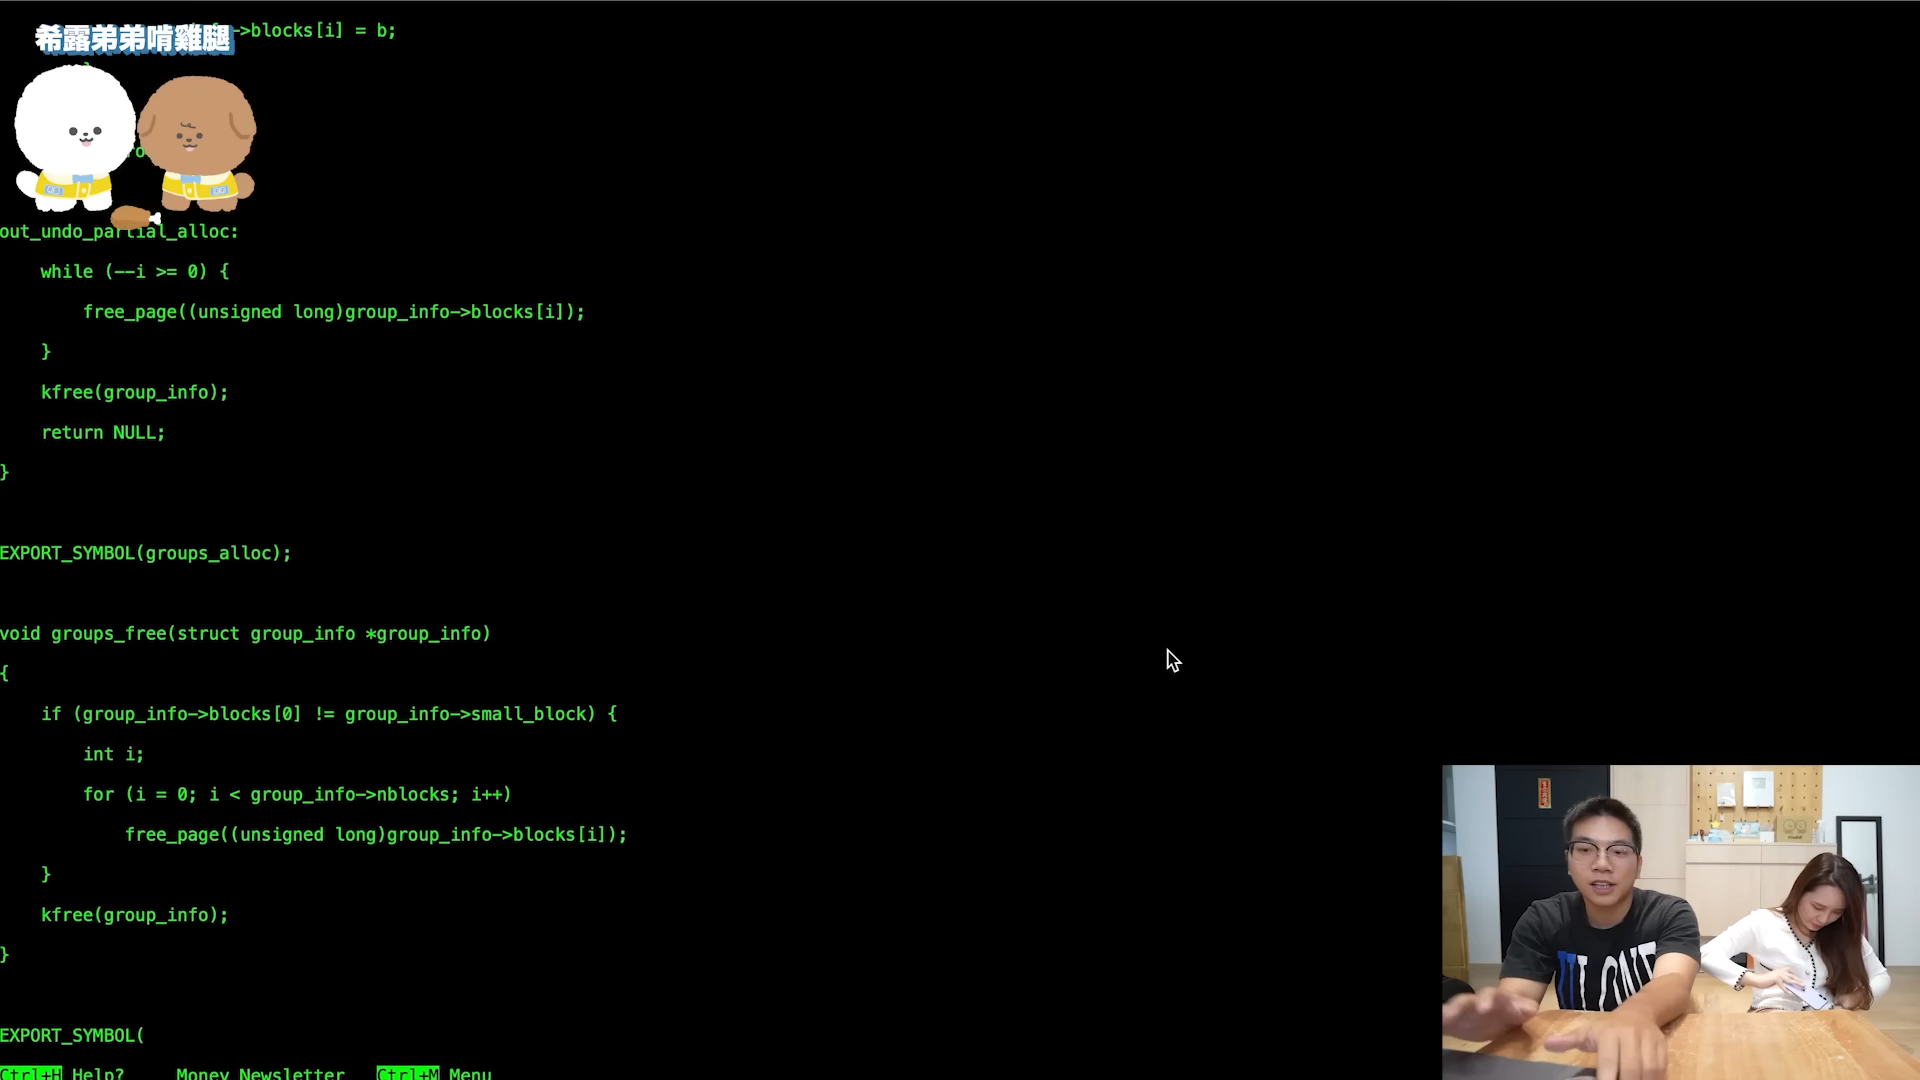 希露弟弟啃雞腿
->blocks[i] = b;
out_undo_partial_alloc:
while (--i >= 0) {
free_page((unsigned long)group_info->blocks[i]);
}
kfree(group_info);
return NULL;
}
EXPORT_SYMBOL(groups_alloc);
void groups_free(struct group_info *group_info)
{
if (group_info->blocks[0] != group_info->small_block) {
int i;
for (i = 0; i < group_info->nblocks; i++)
free_page((unsigned long)group_info->blocks[i]);
}
kfree(group_info);
}
EXPORT_SYMBOL(
Ctrl+H Help? Money Newsletter Ctrl+M Menu